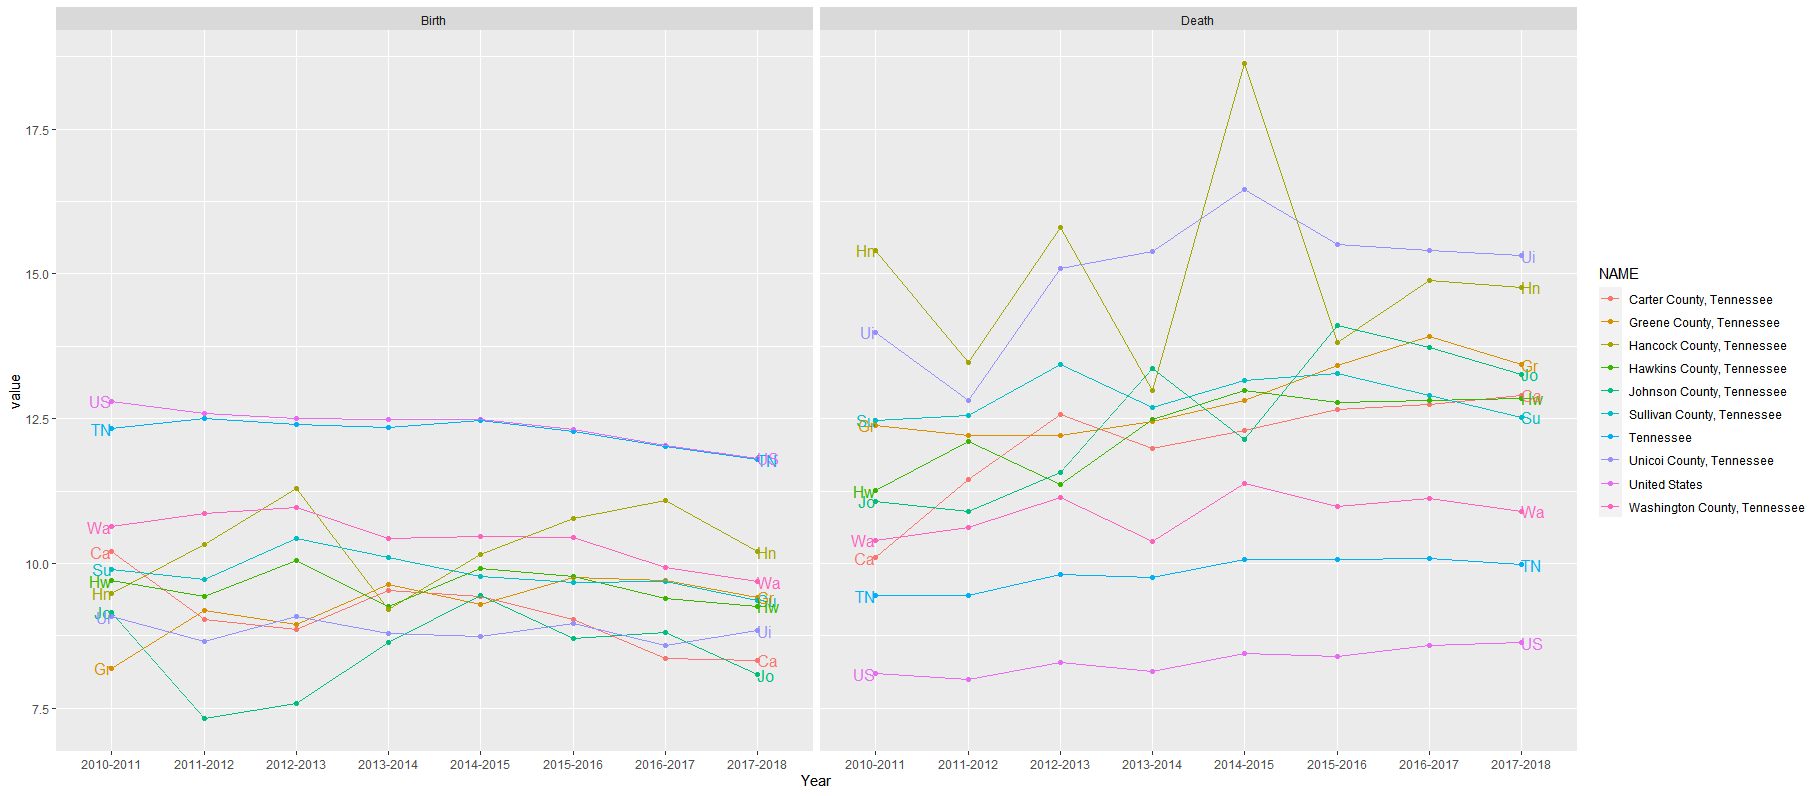 Birth
Death
value
17.5
15.0
12.5
10.0
7.5
US
TN
Wa
Ca
Su
Hw
Hn
Jo
Ui
Gr
US
TN
Hn
Wa
Gr
Su
Hw
Ui
Ca
Jo
Hn
Ui
Su
Gr
Hw
Jo
Wa
Ca
TN
US
Ui
Hn
Gr
Jo
Ca
Hw
Su
Wa
TN
US
2010-2011 2011-2012 2012-2013 2013-2014 2014-2015 2015-2016 2016-2017 2017-2018
2010-2011 2011-2012 2012-2013 2013-2014 2014-2015 2015-2016 2016-2017 2017-2018
Year
NAME
Carter County, Tennessee
Greene County, Tennessee
Hancock County, Tennessee
Hawkins County, Tennessee
Johnson County, Tennessee
Sullivan County, Tennessee
Tennessee
Unicoi County, Tennessee
United States
Washington County, Tennessee